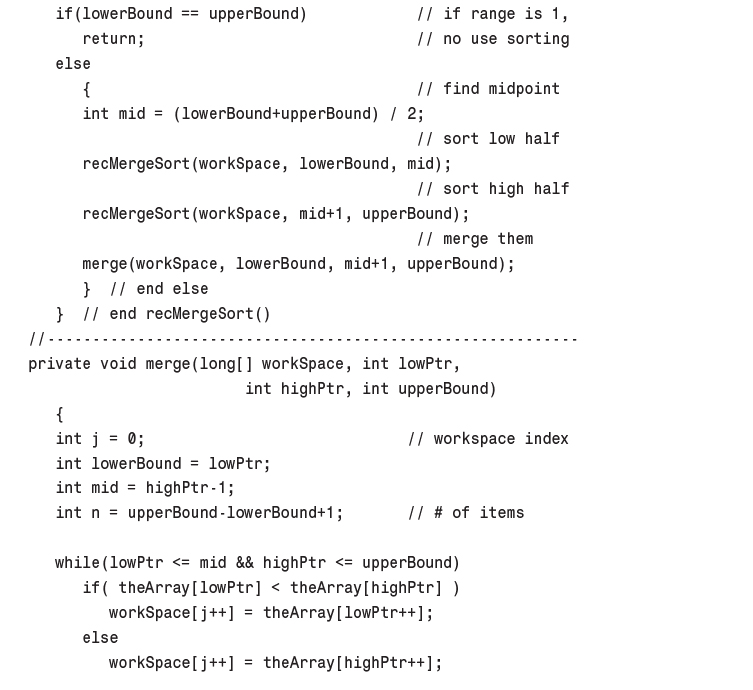 if(lowerBound == upperBound)            // if range is 1,
   return;                              // no use sorting
else
   {                                    // find midpoint
   int mid = (lowerBound+upperBound) / 2;
                                        // sort low half
   recMergeSort(workSpace, lowerBound, mid);
                                        // sort high half
   recMergeSort(workSpace, mid+1, upperBound);
                                        // merge them
   merge(workSpace, lowerBound, mid+1, upperBound);
   }  // end else
}  // end recMergeSort()
//-----------------------------------------------------------
private void merge(long[] workSpace, int lowPtr,
                        int highPtr, int upperBound)
   {
   int j = 0;                             // workspace index
   int lowerBound = lowPtr;
   int mid = highPtr-1;
   int n = upperBound-lowerBound+1;       // # of items

   while(lowPtr <= mid && highPtr <= upperBound)
      if( theArray[lowPtr] < theArray[highPtr] )
         workSpace[j++] = theArray[lowPtr++];
      else
         workSpace[j++] = theArray[highPtr++];